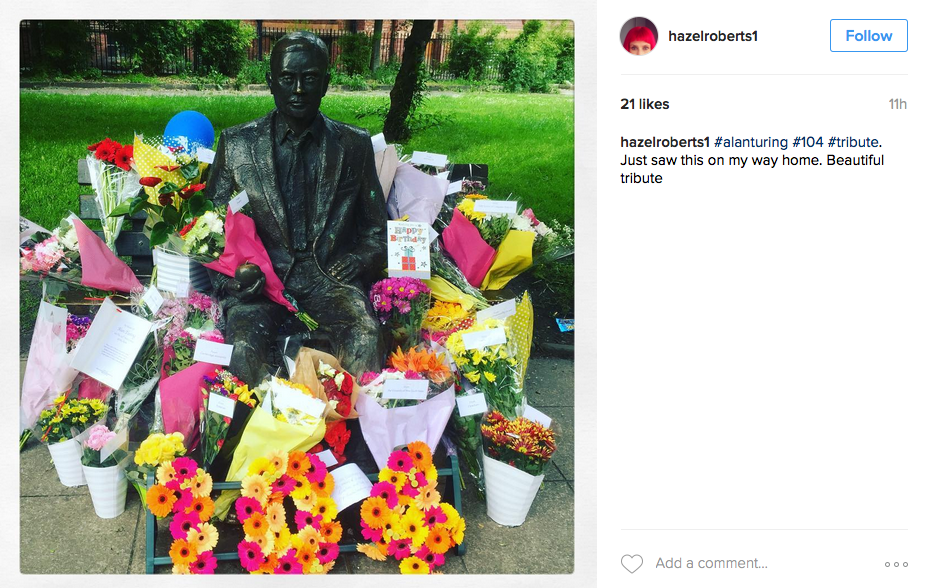 hazelroberts1
Follow
21 likes
11h
hazelroberts1 #alanturing #104 #tribute.
Just saw this on my way home. Beautiful
tribute
Happy
Birthday
104
Add a comment...